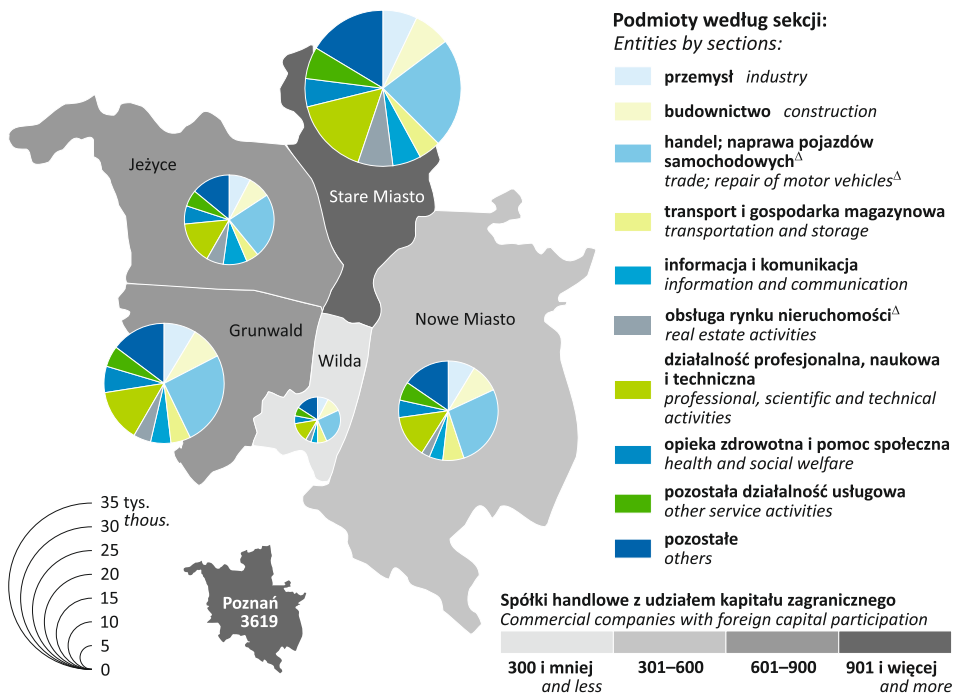 Podmioty według sekcji:
Entities by sections:
przemysł industry
budownictwo construction
handel; naprawa pojazdów
samochodowychΔ
trade; repair of motor vehiclesΔ
transport i gospodarka magazynowa
transportation and storage
informacja i komunikacja
information and communication
obsługa rynku nieruchomościΔ
real estate activities
działalność profesjonalna, naukowa
i techniczna
professional, scientific and technical
activities
opieka zdrowotna i pomoc społeczna
health and social welfare
pozostała działalność usługowa
other service activities
pozostałe
others
Jeżyce
Stare Miasto
Grunwald
Wilda
Nowe Miasto
35 tys.
thous.
30
25
20
15
10
5
0
Poznań
3619
Spółki handlowe z udziałem kapitału zagranicznego
Commercial companies with foreign capital participation
300 i mniej
and less
301–600
601–900
901 i więcej
and more